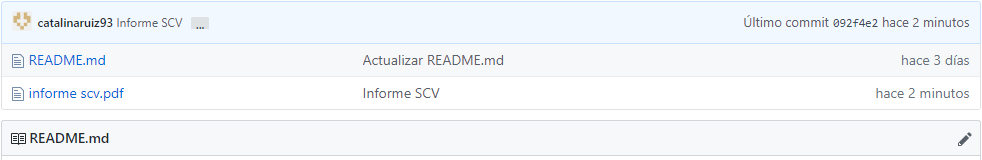 catalinaruiz93 Informe SCV ... Último commit 092f4e2 hace 2 minutos
README.md Actualizar README.md hace 3 días
informe scv.pdf Informe SCV hace 2 minutos
README.md